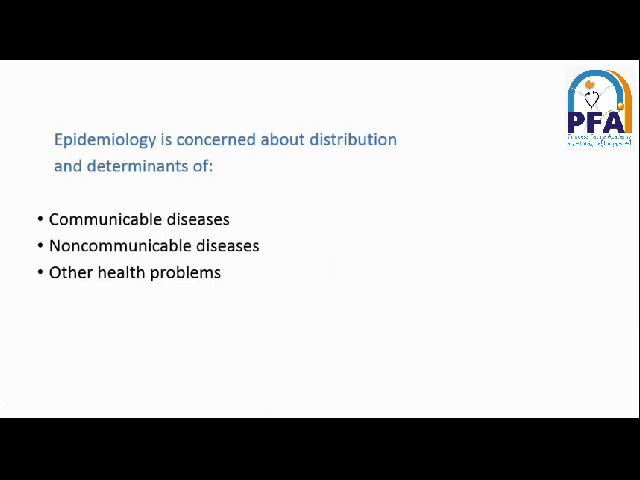 Epidemiology is concerned about distribution
and determinants of:
• Communicable diseases
• Noncommunicable diseases
• Other health problems
PFA